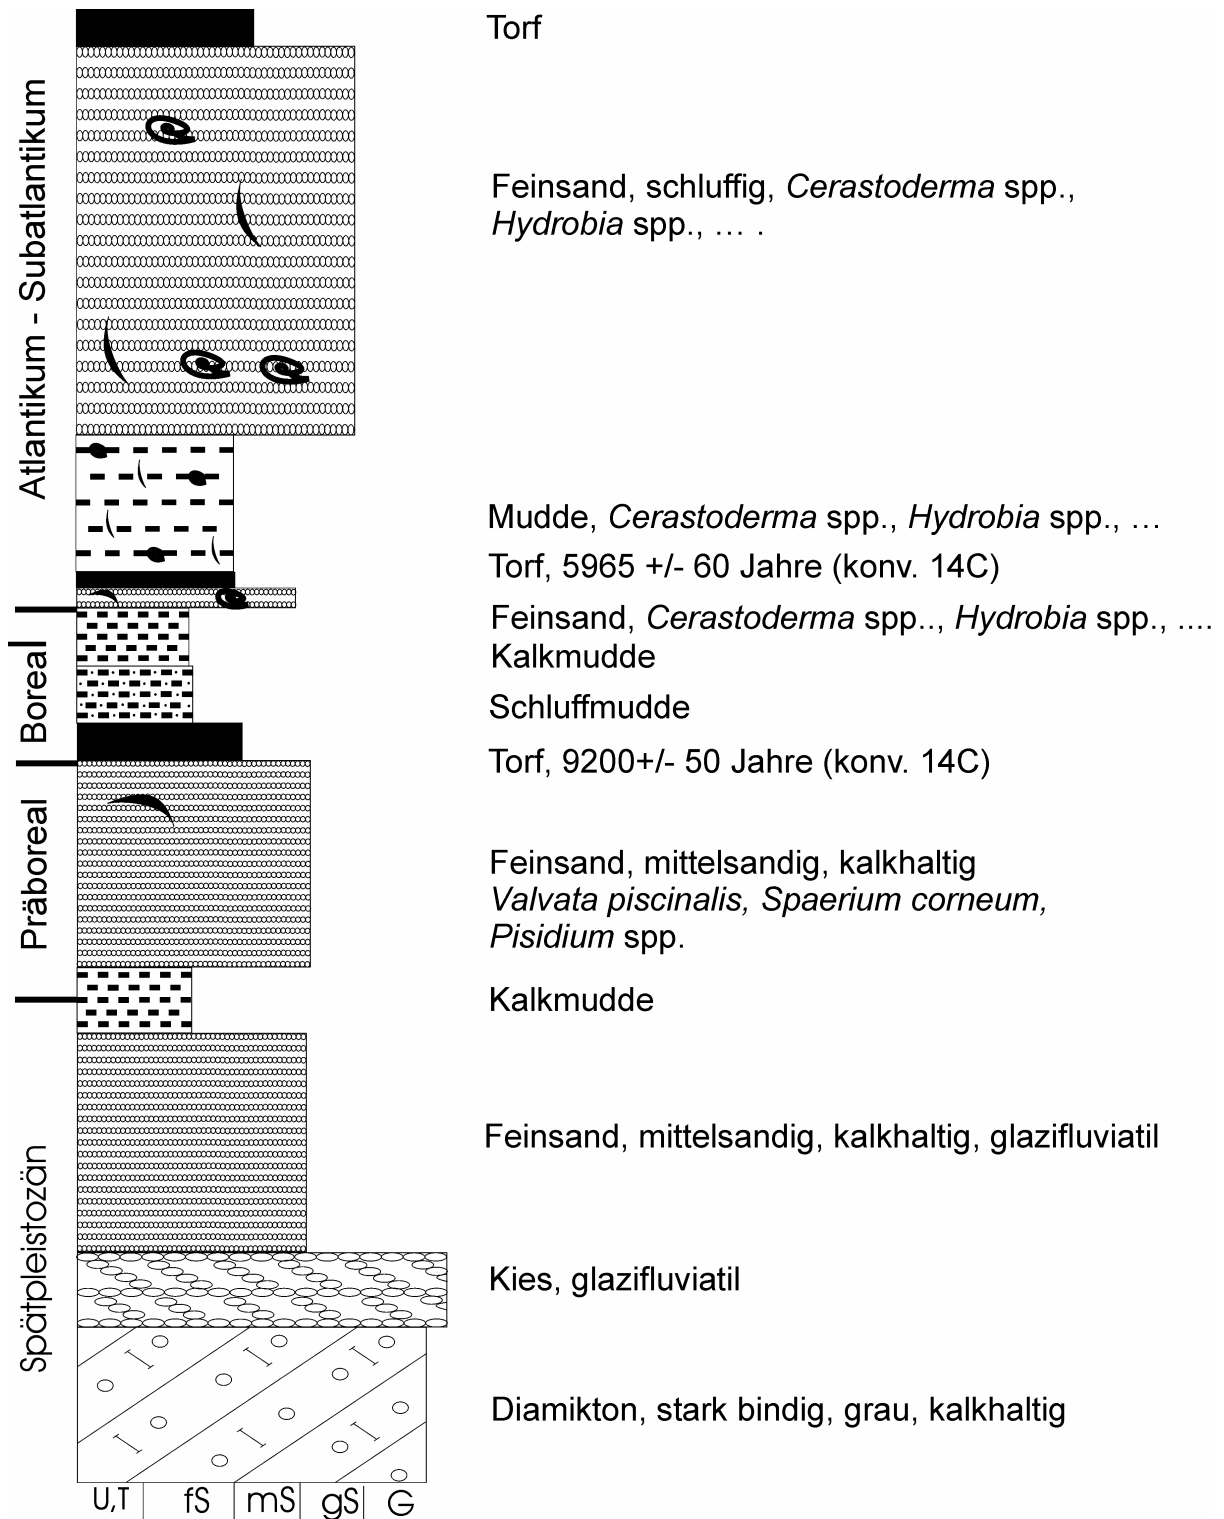 Torf
Atlantikum - Subatlantikum
Feinsand, schluffig, Cerastoderma spp.,
Hydrobia spp., … .
Mudde, Cerastoderma spp., Hydrobia spp., …
Torf, 5965 +/- 60 Jahre (konv. 14C)
Feinsand, Cerastoderma spp.., Hydrobia spp., ....
Boreal
Kalkmudde
Schluffmudde
Torf, 9200+/- 50 Jahre (konv. 14C)
Präboreal
Feinsand, mittelsandig, kalkhaltig
Valvata piscinalis, Spaerium corneum,
Pisidium spp.
Kalkmudde
Spätpleistozän
Feinsand, mittelsandig, kalkhaltig, glazifluviatil
Kies, glazifluviatil
Diamikton, stark bindig, grau, kalkhaltig
U,T fS mS gS G